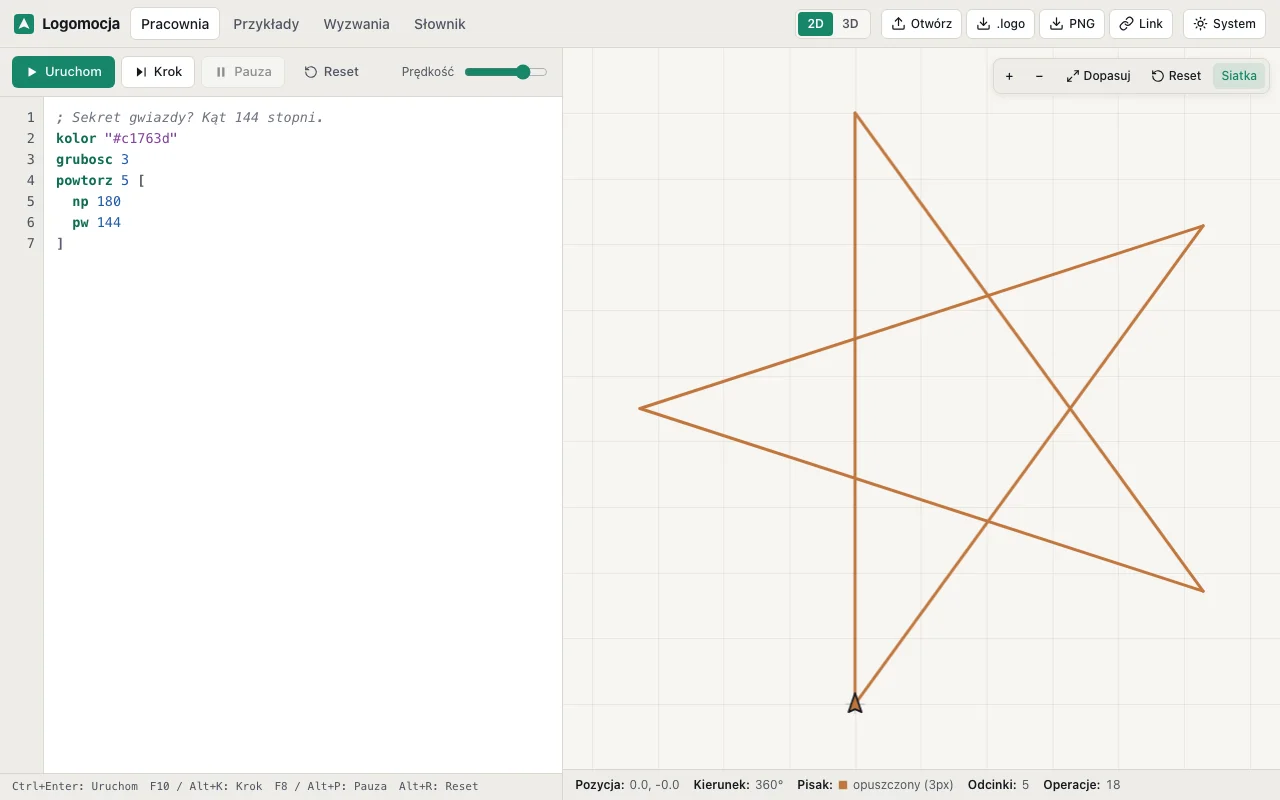 Logomocja Pracownia Przykłady Wyzwania Słownik 2D 3D Otwórz .logo PNG Link System
Uruchom Krok Pauza Reset Prędkość
+ − Dopasuj Reset Siatka
1 ; Sekret gwiazdy? Kąt 144 stopni.
2 kolor "#c1763d"
3 grubosc 3
4 powtorz 5 [
5 np 180
6 pw 144
7 ]
Ctrl+Enter: Uruchom F10 / Alt+K: Krok F8 / Alt+P: Pauza Alt+R: Reset
Pozycja: 0.0, -0.0 Kierunek: 360° Pisak: opuszczony (3px) Odcinki: 5 Operacje: 18